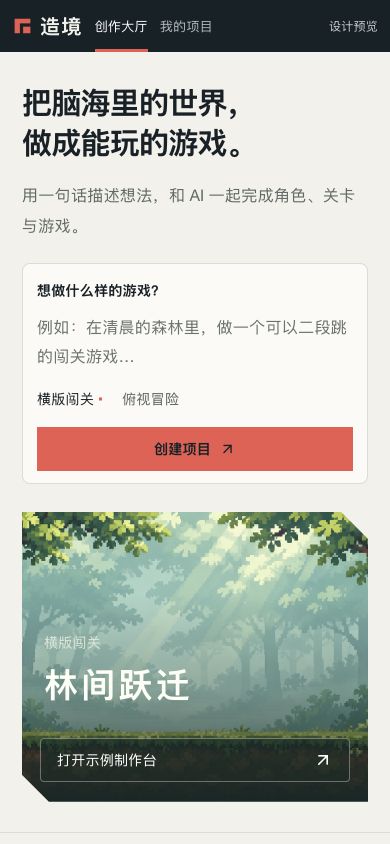 造境
创作大厅
我的项目
设计预览
把脑海里的世界，
做成能玩的游戏。
用一句话描述想法，和 AI 一起完成角色、关卡
与游戏。
想做什么样的游戏？
例如：在清晨的森林里，做一个可以二段跳
的闯关游戏…
横版闯关
俯视冒险
创建项目
横版闯关
林间跃迁
打开示例制作台